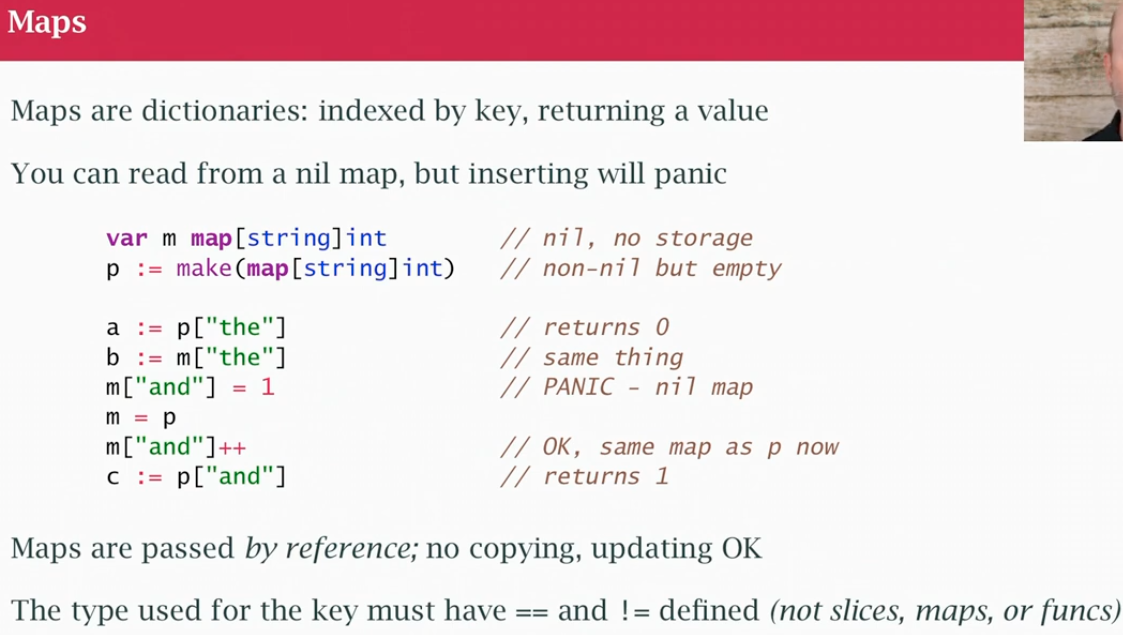 Maps
Maps are dictionaries: indexed by key, returning a value
You can read from a nil map, but inserting will panic
var m map[string]int // nil, no storage
p := make(map[string]int) // non-nil but empty
a := p["the"] // returns 0
b := m["the"] // same thing
m["and"] = 1 // PANIC - nil map
m = p
m["and"]++ // OK, same map as p now
c := p["and"] // returns 1
Maps are passed by reference; no copying, updating OK
The type used for the key must have == and != defined (not slices, maps, or funcs)